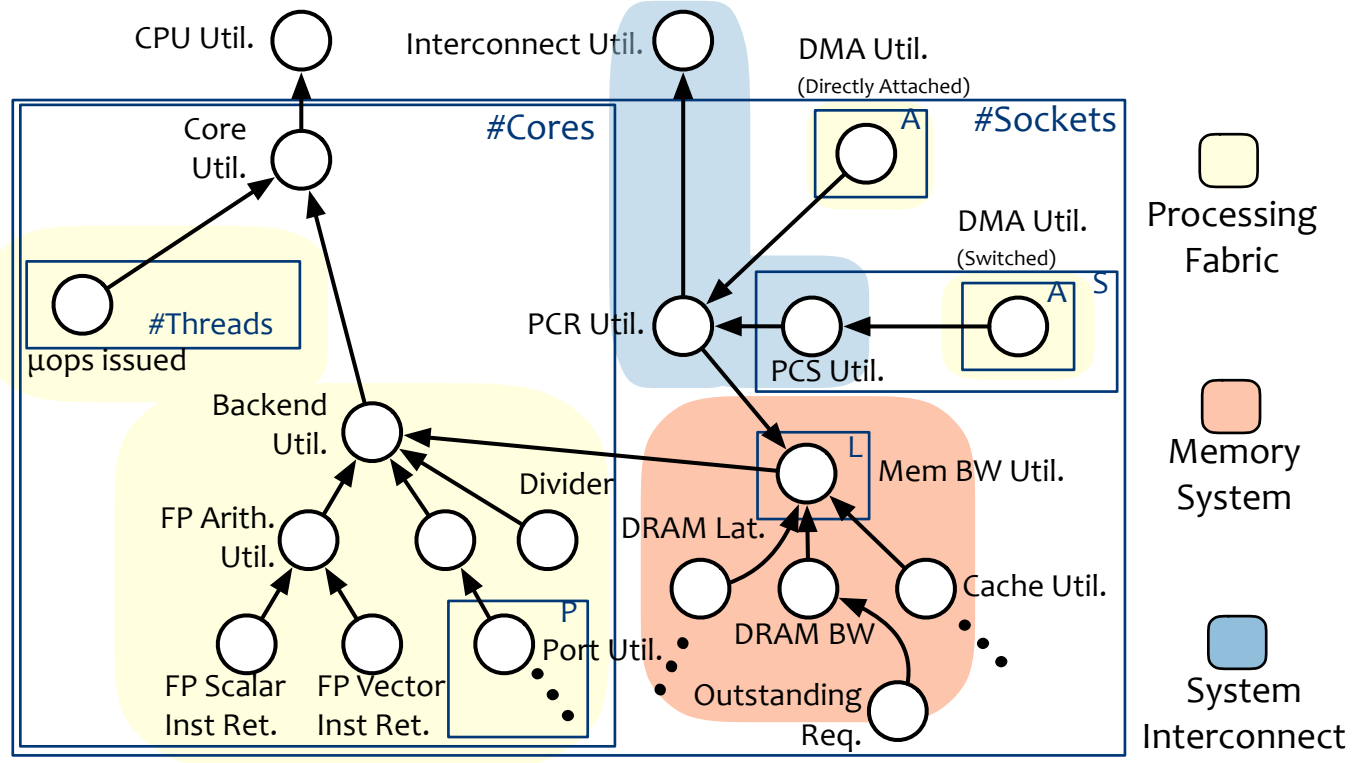 CPU Util.
Interconnect Util.
DMA Util.
(Directly Attached)
Core
Util.
#Cores
A
#Sockets
Processing
Fabric
DMA Util.
(Switched)
A
S
#Threads
µops issued
PCR Util.
PCS Util.
Backend
Util.
L
Mem BW Util.
Memory
System
Divider
FP Arith.
Util.
DRAM Lat.
Cache Util.
DRAM BW
P
Port Util.
FP Scalar
Inst Ret.
FP Vector
Inst Ret.
Outstanding
Req.
System
Interconnect